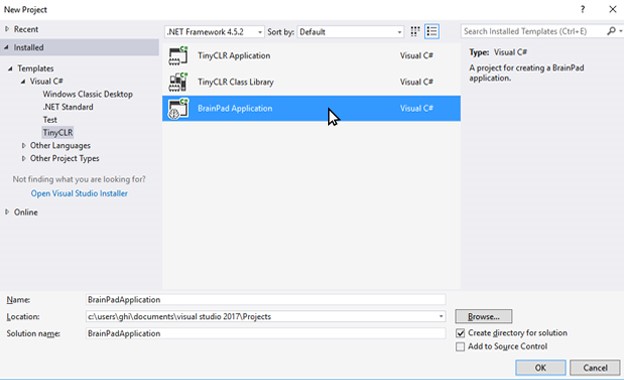 New Project
Recent
Installed
Templates
Visual C#
Windows Classic Desktop
.NET Standard
Test
TinyCLR
Other Languages
Other Project Types
Not finding what you are looking for?
Open Visual Studio Installer
Online
.NET Framework 4.5.2 Sort by: Default
TinyCLR Application Visual C#
TinyCLR Class Library Visual C#
BrainPad Application Visual C#
Search Installed Templates (Ctrl+E)
Type: Visual C#
A project for creating a BrainPad
application.
Name: BrainPadApplication
Location: c:\users\ghi\documents\visual studio 2017\Projects
Browse...
Solution name: BrainPadApplication
Create directory for solution
Add to Source Control
OK Cancel